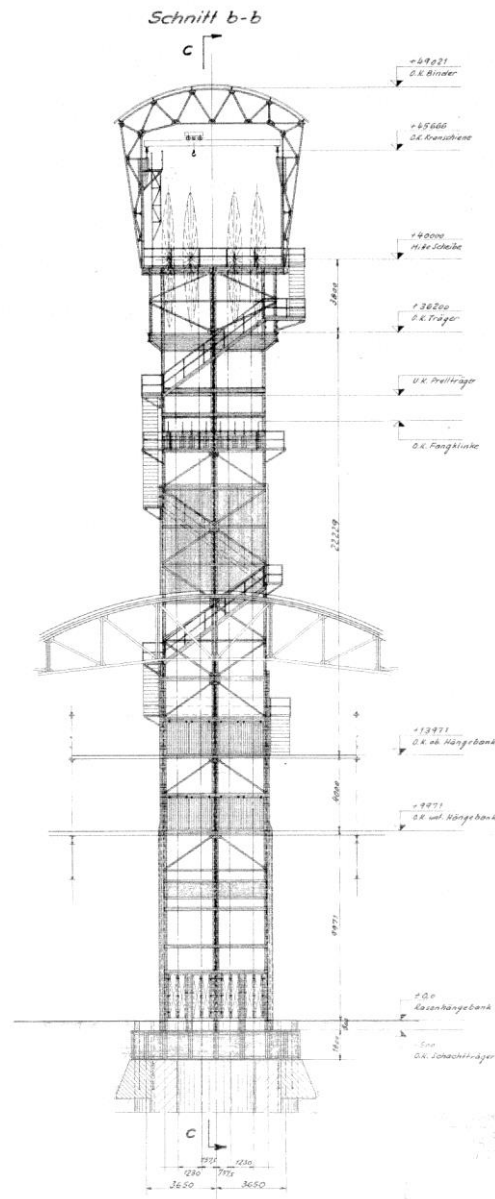 Schnitt b-b
C
+49021
O.K. Binder
+45666
O.K. Kranschiene
+40000
Mitte Scheibe
3800
+36200
O.K. Träger
U.K. Prellträger
O.K. Fangklinke
22229
+13971
O.K. ob. Hängebank
4000
+9971
O.K. unt. Hängebank
9971
±0,0
Rasenhängebank
-500
O.K. Schachtträger
C
1230
1230
3650
3650